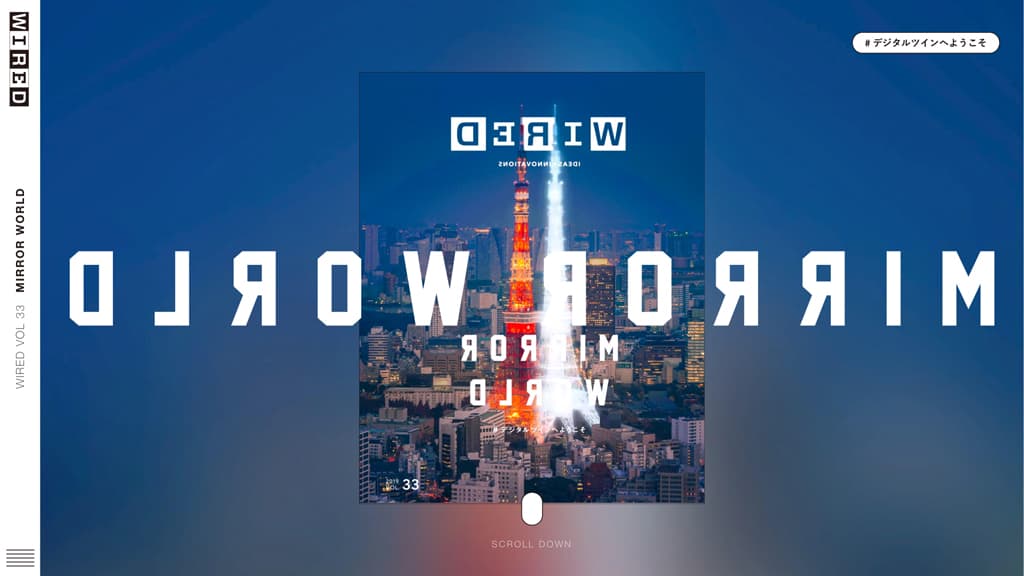 WIRED
WIRED VOL 33 MIRROR WORLD
#デジタルツインへようこそ
WIRED
IDEAS+INNOVATIONS
MIRROR WORLD
MIRROR
WORLD
#デジタルツインへようこそ
2019
VOL. 33
SCROLL DOWN